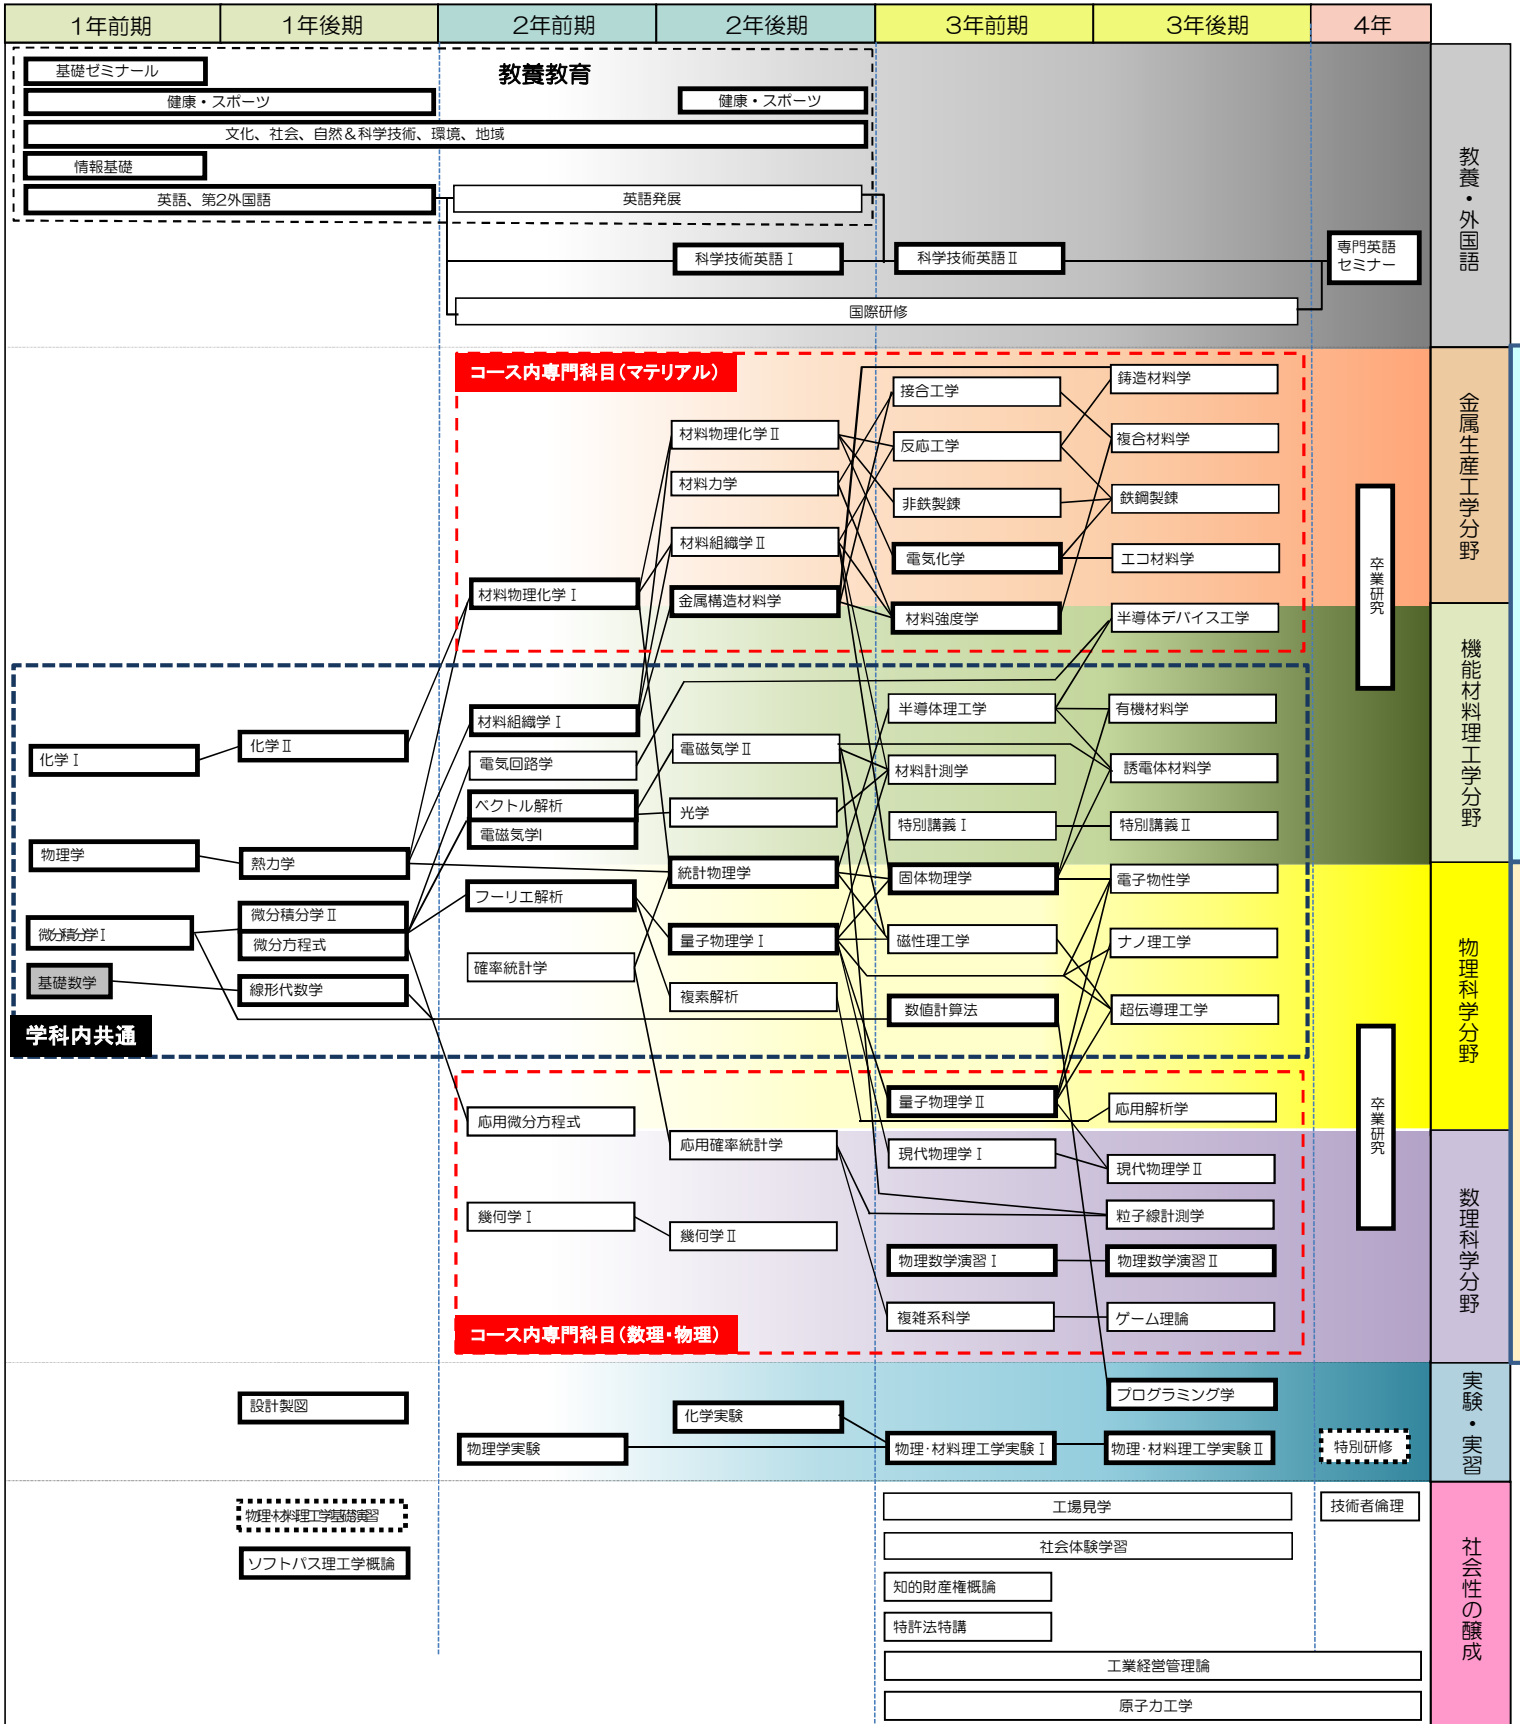 1年前期
1年後期
2年前期
2年後期
3年前期
3年後期
4年
教養教育
基礎ゼミナール
健康・スポーツ
健康・スポーツ
文化、社会、自然＆科学技術、環境、地域
情報基礎
英語、第2外国語
英語発展
科学技術英語Ⅰ
科学技術英語Ⅱ
専門英語
セミナー
国際研修
教養・外国語
コース内専門科目（マテリアル）
接合工学
鋳造材料学
材料物理化学Ⅱ
反応工学
複合材料学
材料力学
非鉄製錬
鉄鋼製錬
材料組織学Ⅱ
電気化学
エコ材料学
材料物理化学Ⅰ
金属構造材料学
材料強度学
半導体デバイス工学
金属生産工学分野
卒業研究
材料組織学Ⅰ
半導体理工学
有機材料学
化学Ⅰ
化学Ⅱ
電気回路学
電磁気学Ⅱ
材料計測学
誘電体材料学
ベクトル解析
電磁気学Ⅰ
光学
特別講義Ⅰ
特別講義Ⅱ
機能材料理工学分野
物理学
熱力学
統計物理学
固体物理学
電子物性学
フーリエ解析
微分積分学Ⅰ
微分積分学Ⅱ
微分方程式
量子物理学Ⅰ
磁性理工学
ナノ理工学
確率統計学
基礎数学
線形代数学
複素解析
数値計算法
超伝導理工学
学科内共通
物理科学分野
卒業研究
量子物理学Ⅱ
応用解析学
応用微分方程式
応用確率統計学
現代物理学Ⅰ
現代物理学Ⅱ
幾何学Ⅰ
幾何学Ⅱ
粒子線計測学
物理数学演習Ⅰ
物理数学演習Ⅱ
複雑系科学
ゲーム理論
コース内専門科目（数理・物理）
数理科学分野
設計製図
プログラミング学
化学実験
物理学実験
物理・材料理工学実験Ⅰ
物理・材料理工学実験Ⅱ
特別研修
実験・実習
物理・材料理工学基礎演習
ソフトパス理工学概論
工場見学
技術者倫理
社会体験学習
知的財産権概論
特許法特講
工業経営管理論
原子力工学
社会性の醸成